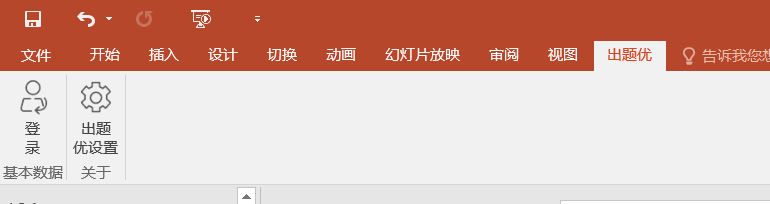 文件 开始 插入 设计 切换 动画 幻灯片放映 审阅 视图 出题优 告诉我您想
登
录
出题
优设置
基本数据 关于